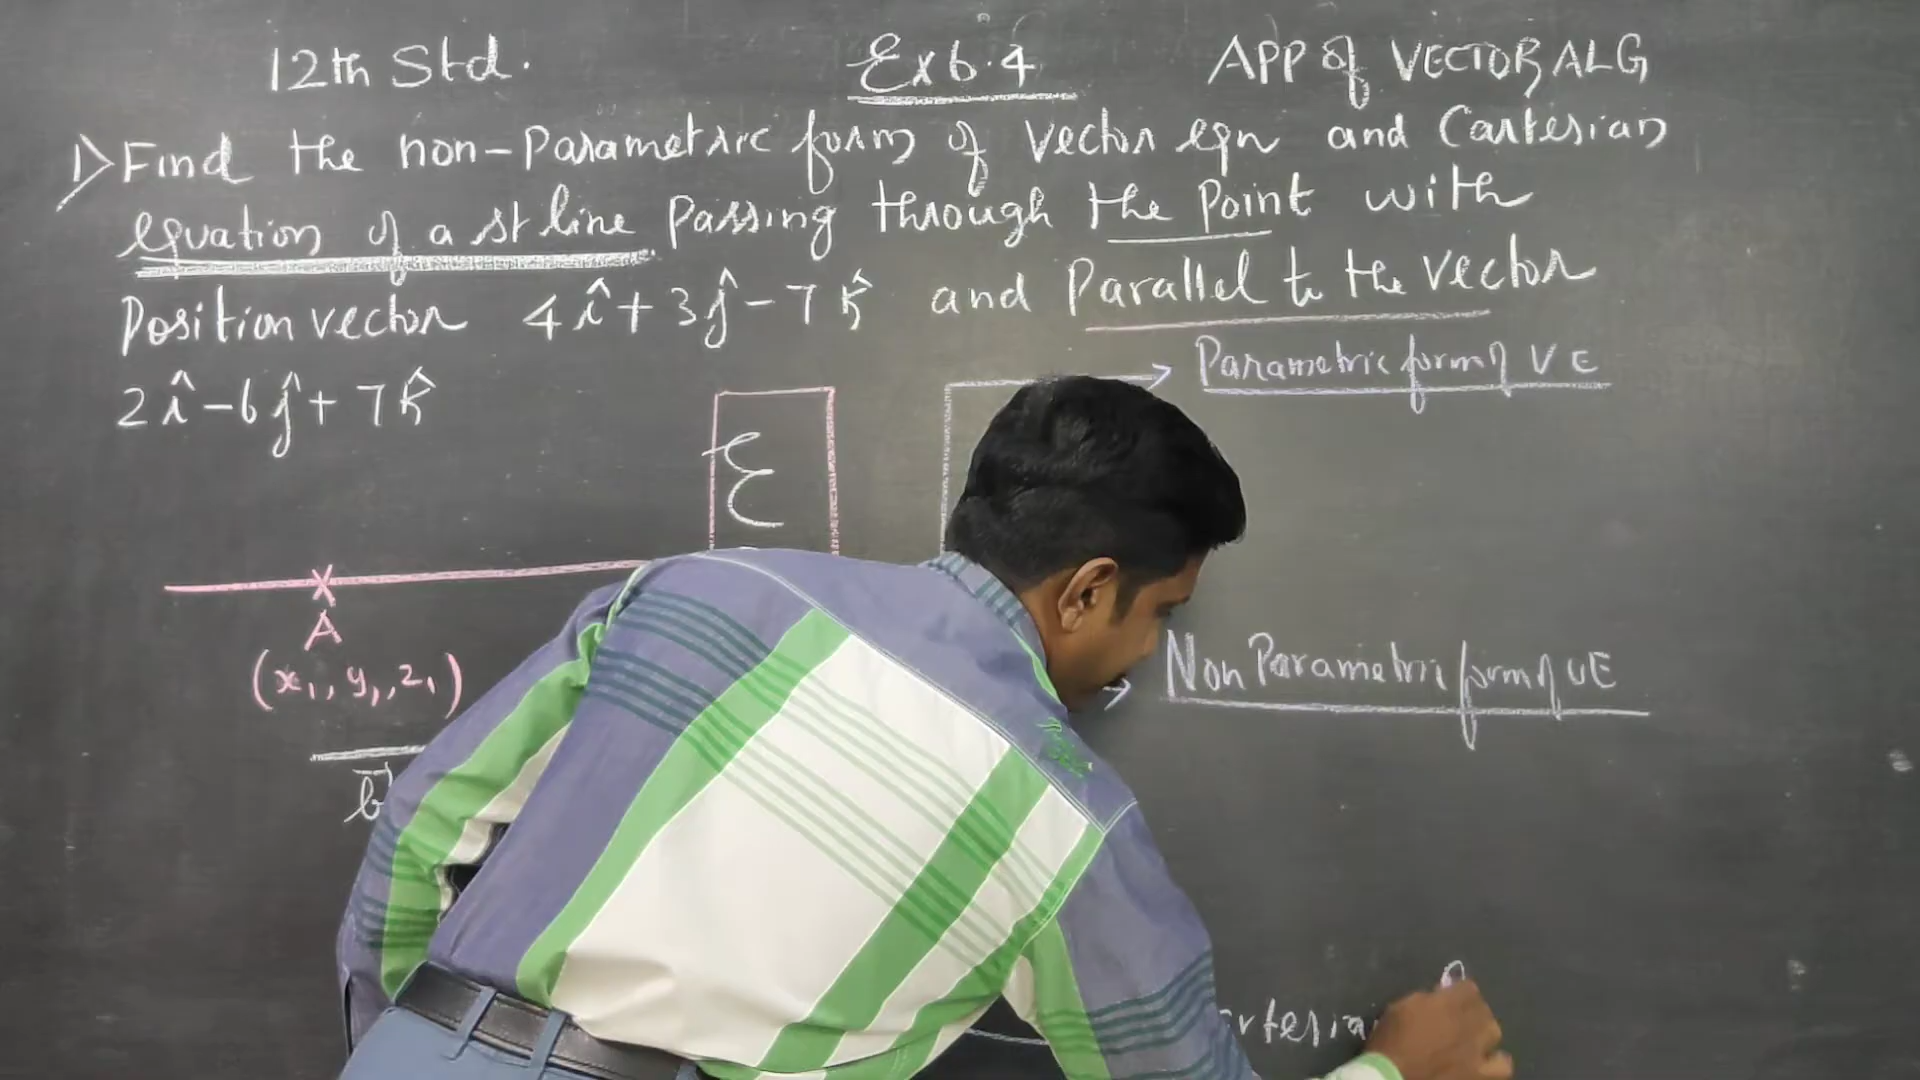 12th Std. Ex 6.4 APP of VECTOR ALG
1) Find the non-Parametric form of Vector eqn and Cartesian
equation of a st line passing through the point with
Position vector 4î + 3ĵ - 7k̂ and Parallel to the vector
2î - 6ĵ + 7k̂
Parametric form of VE
A
(x₁, y₁, z₁)
Non Parametric form of VE
b⃗